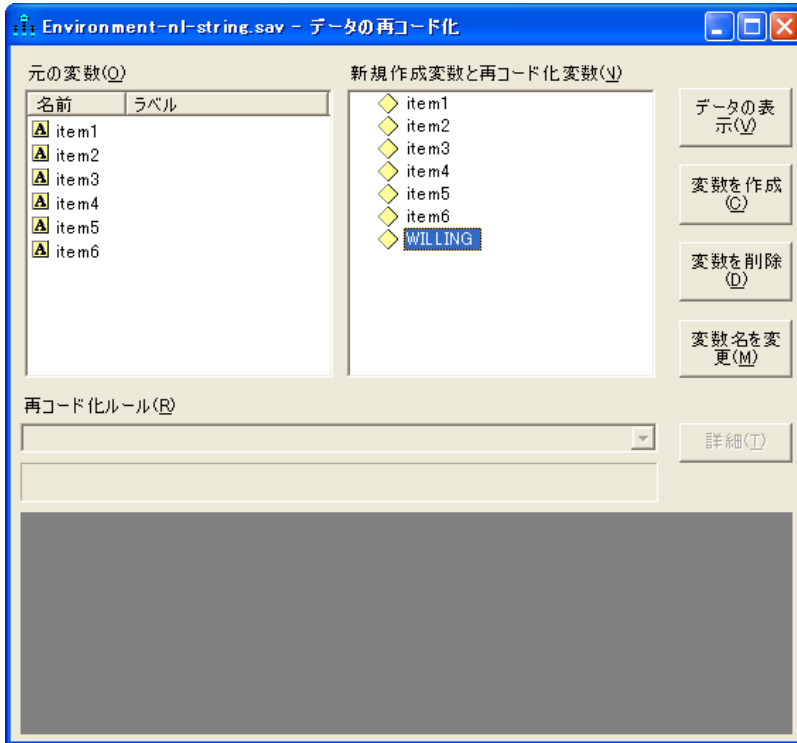 Environment-nl-string.sav - データの再コード化
元の変数(O)
新規作成変数と再コード化変数(V)
名前 ラベル
item1
item2
item3
item4
item5
item6
item1
item2
item3
item4
item5
item6
WILLING
データの表
示(V)
変数を作成
(C)
変数を削除
(D)
変数名を変
更(M)
再コード化ルール(R)
詳細(T)